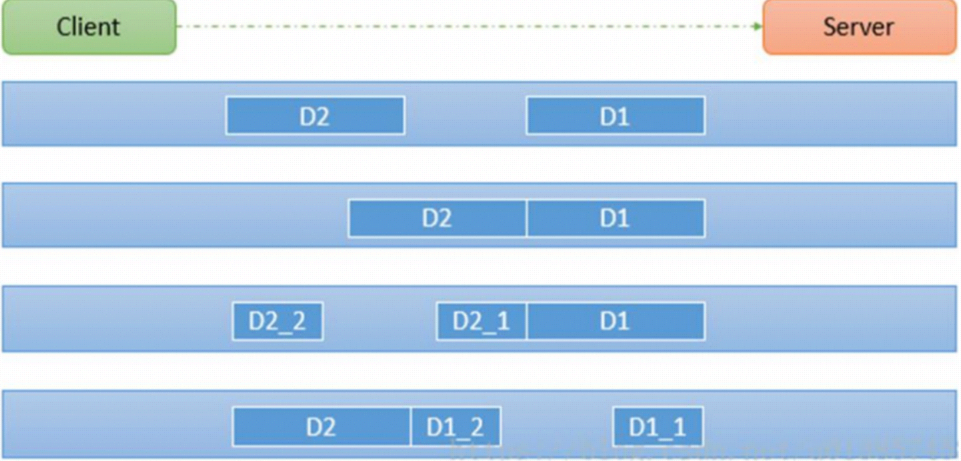 Client Server
D2 D1
D2 D1
D2_2 D2_1 D1
D2 D1_2 D1_1